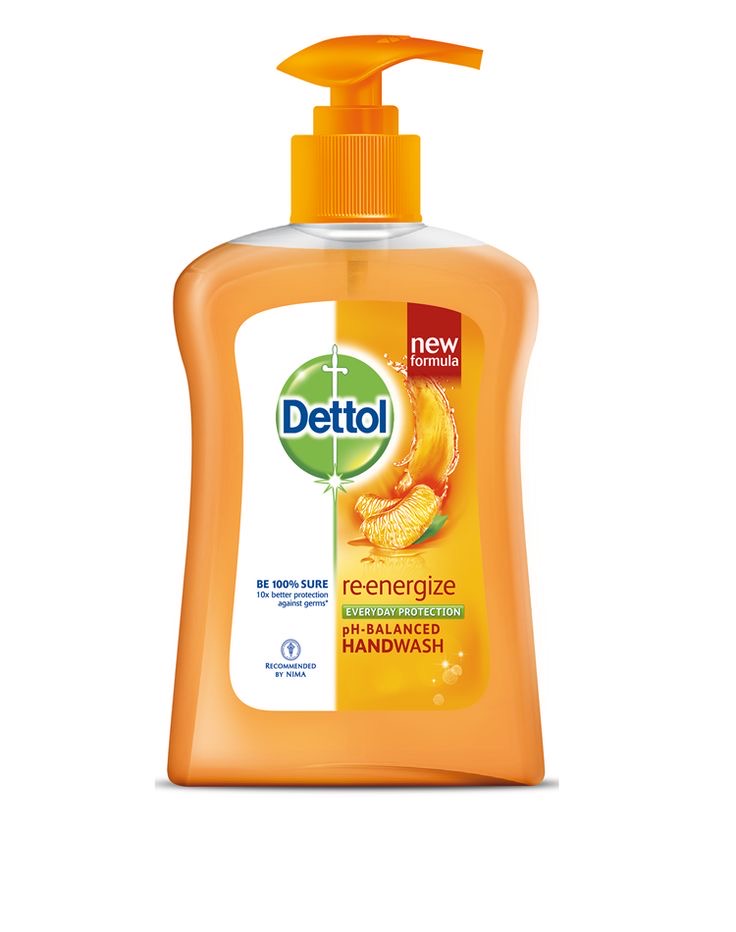 new
formula
Dettol
BE 100% SURE
10x better protection
against germs*
RECOMMENDED
BY NIMA
re·energize
EVERYDAY PROTECTION
pH-BALANCED
HANDWASH